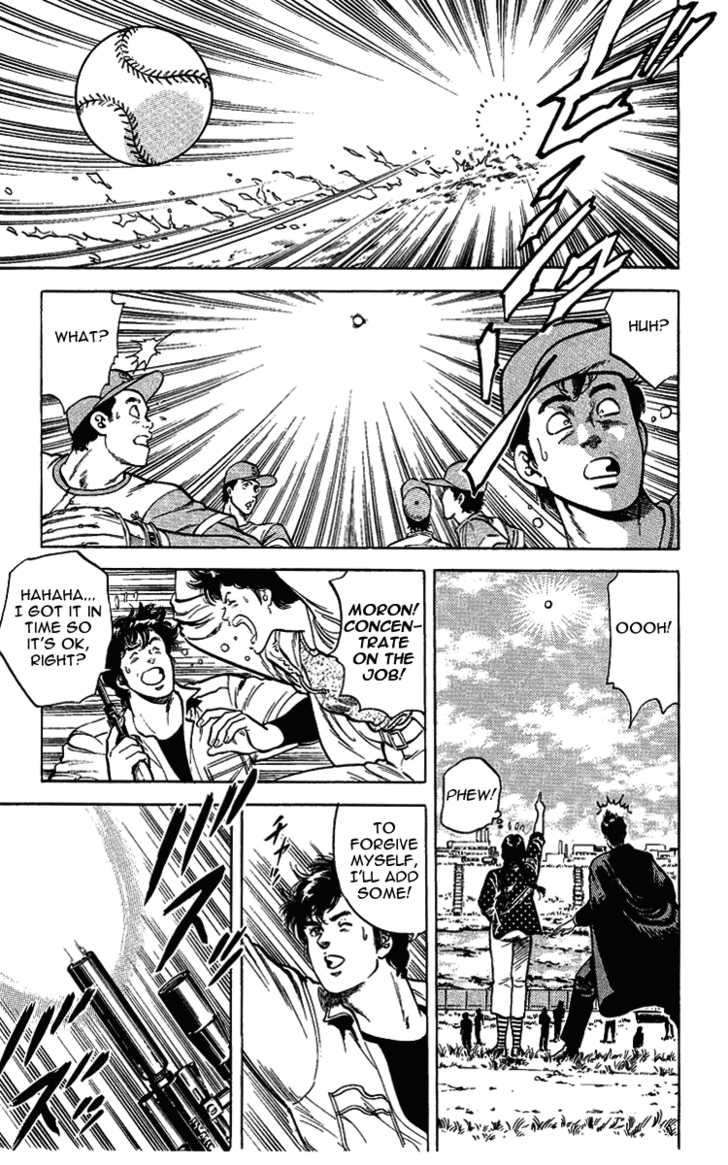 HUH?
WHAT?
OOOH!
PHEW!
MORON!
CONCEN-
TRATE
ON THE
JOB!
HAHAHA...
I GOT IT IN
TIME SO
IT'S OK,
RIGHT?
TO
FORGIVE
MYSELF,
I'LL ADD
SOME!